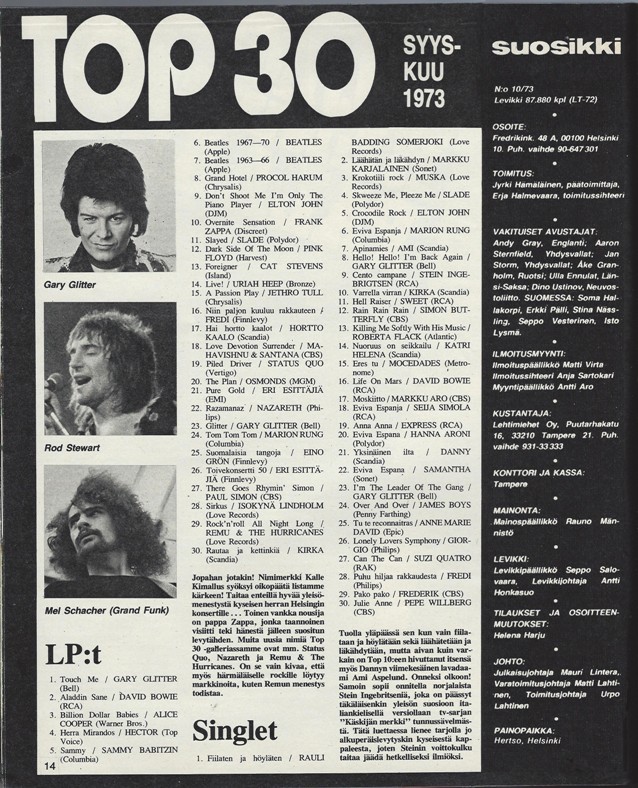 TOP 30
SYYS-
KUU
1973
Gary Glitter
Rod Stewart
Mel Schacher (Grand Funk)
LP:t
1. Touch Me / GARY GLITTER
(Bell)
2. Aladdin Sane / DAVID BOWIE
(RCA)
3. Billion Dollar Babies / ALICE
COOPER (Warner Bros.)
4. Herra Mirandos / HECTOR (Top
Voice)
5. Sammy / SAMMY BABITZIN
(Columbia)
14
6. Beatles 1967—70 / BEATLES
(Apple)
7. Beatles 1963—66 / BEATLES
(Apple)
8. Grand Hotel / PROCOL HARUM
(Chrysalis)
9. Don't Shoot Me I'm Only The
Piano Player / ELTON JOHN
(DJM)
10. Overnite Sensation / FRANK
ZAPPA (Discreet)
11. Slayed / SLADE (Polydor)
12. Dark Side Of The Moon / PINK
FLOYD (Harvest)
13. Foreigner / CAT STEVENS
(Island)
14. Live! / URIAH HEEP (Bronze)
15. A Passion Play / JETHRO TULL
(Chrysalis)
16. Niin paljon kuuluu rakkauteen /
FREDI (Finnlevy)
17. Hai hortto kaalot / HORTTO
KAALO (Scandia)
18. Love Devotion Surrender / MA-
HAVISHNU & SANTANA (CBS)
19. Piled Driver / STATUS QUO
(Vertigo)
20. The Plan / OSMONDS (MGM)
21. Pure Gold / ERI ESITTÄJIÄ
(EMI)
22. Razamanaz / NAZARETH (Phi-
lips)
23. Glitter / GARY GLITTER (Bell)
24. Tom Tom Tom / MARION RUNG
(Columbia)
25. Suomalaisia tangoja / EINO
GRÖN (Finnlevy)
26. Toivekonsertti 50 / ERI ESITTÄ-
JIÄ (Finnlevy)
27. There Goes Rhymin' Simon /
PAUL SIMON (CBS)
28. Sirkus / ISOKYNÄ LINDHOLM
(Love Records)
29. Rock'n'roll All Night Long /
REMU & THE HURRICANES
(Love Records)
30. Rautaa ja kettinkiä / KIRKA
(Scandia)
Jopahan jotakin! Nimimerkki Kalle
Kimallus syöksyi oikopäätä listamme
kärkeen! Taitaa enteillä hyvää yleisö-
menestystä kyseisen herran Helsingin
konsertille . . . Toinen vankka nousija
on pappa Zappa, jonka taannoinen
visiitti teki hänestä jälleen suositun
levytähden. Muita uusia nimiä Top
30 -galleriassamme ovat mm. Status
Quo, Nazareth ja Remu & The
Hurricanes. On se vain kivaa, että
myös härmäläiselle rockille löytyy
markkinoita, kuten Remun menestys
todistaa.
Singlet
1. Fiilaten ja höyläten / RAULI
BADDING SOMERJOKI (Love
Records)
2. Läähätän ja läkähdyn / MARKKU
KARJALAINEN (Sonet)
3. Krokotiili rock / MUSKA (Love
Records)
4. Skweeze Me, Pleeze Me / SLADE
(Polydor)
5. Crocodile Rock / ELTON JOHN
(DJM)
6. Eviva Espanja / MARION RUNG
(Columbia)
7. Apinamies / AMI (Scandia)
8. Hello! Hello! I'm Back Again /
GARY GLITTER (Bell)
9. Cento campane / STEIN INGE-
BRIGTSEN (RCA)
10. Varrella virran / KIRKA (Scandia)
11. Hell Raiser / SWEET (RCA)
12. Rain Rain Rain / SIMON BUT-
TERFLY (CBS)
13. Killing Me Softly With His Music /
ROBERTA FLACK (Atlantic)
14. Nuoruus on seikkailu / KATRI
HELENA (Scandia)
15. Eres tu / MOCEDADES (Metro-
nome)
16. Life On Mars / DAVID BOWIE
(RCA)
17. Moskiitto / MARKKU ARO (CBS)
18. Eviva Espanja / SEIJA SIMOLA
(RCA)
19. Anna Anna / EXPRESS (RCA)
20. Eviva Espana / HANNA ARONI
(Polydor)
21. Yksinäinen ilta / DANNY
(Scandia)
22. Eviva Espana / SAMANTHA
(Sonet)
23. I'm The Leader Of The Gang /
GARY GLITTER (Bell)
24. Over And Over / JAMES BOYS
(Penny Farthing)
25. Tu te reconnaitras / ANNE MARIE
DAVID (Epic)
26. Lonely Lovers Symphony / GIOR-
GIO (Philips)
27. Can The Can / SUZI QUATRO
(RAK)
28. Puhu hiljaa rakkaudesta / FREDI
(Philips)
29. Pako pako / FREDERIK (CBS)
30. Julie Anne / PEPE WILLBERG
(CBS)
Tuolla yläpäässä sen kun vain fiila-
taan ja höylätään sekä läähätetään ja
läkähdytään, mutta aivan kuin var-
kain on Top 10:een hivuttanut itsensä
myös Dannyn viimekesäinen lavadaa-
mi Ami Aspelund. Onneksi olkoon!
Samoin sopii onnitella norjalaista
Stein Ingebritseniä, joka on päässyt
täkäläisenkin yleisön suosioon ita-
liankielisellä versiollaan tv-sarjan
"Käskijän merkki" tunnussävelmäs-
tä. Tätä luettaessa lienee tarjolla jo
alkuperäislevytyskin kyseisestä kap-
paleesta, joten Steinin voittokulku
taitaa jäädä hetkelliseksi ilmiöksi.
suosikki
N:o 10/73
Levikki 87.880 kpl (LT-72)
OSOITE:
Fredrikink. 48 A, 00100 Helsinki
10. Puh. vaihde 90-647301
TOIMITUS:
Jyrki Hämäläinen, päätoimittaja,
Erja Halmevaara, toimitussihteeri
VAKITUISET AVUSTAJAT:
Andy Gray, Englanti; Aaron
Sternfield, Yhdysvallat; Jan
Storm, Yhdysvallat; Åke Gran-
holm, Ruotsi; Ulla Ennulat, Län-
si-Saksa; Dino Ustinov, Neuvos-
toliitto. SUOMESSA: Soma Hal-
lakorpi, Erkki Pälli, Stina Näss-
ling, Seppo Vesterinen, Isto
Lysmä.
ILMOITUSMYYNTI:
Ilmoituspäällikkö Matti Virta
Ilmoitussihteeri Anja Sartokari
Myyntipäällikkö Antti Aro
KUSTANTAJA:
Lehtimiehet Oy, Puutarhakatu
16, 33210 Tampere 21. Puh.
vaihde 931-33333
KONTTORI JA KASSA:
Tampere
MAINONTA:
Mainospäällikkö Rauno Män-
nistö
LEVIKKI:
Levikkipäällikkö Seppo Salo-
vaara, Levikkijohtaja Antti
Honkasuo
TILAUKSET JA OSOITTEEN-
MUUTOKSET:
Helena Harju
JOHTO:
Julkaisujohtaja Mauri Lintera,
Varatoimitusjohtaja Matti Lahti-
nen, Toimitusjohtaja Urpo
Lahtinen
PAINOPAIKKA:
Hertso, Helsinki